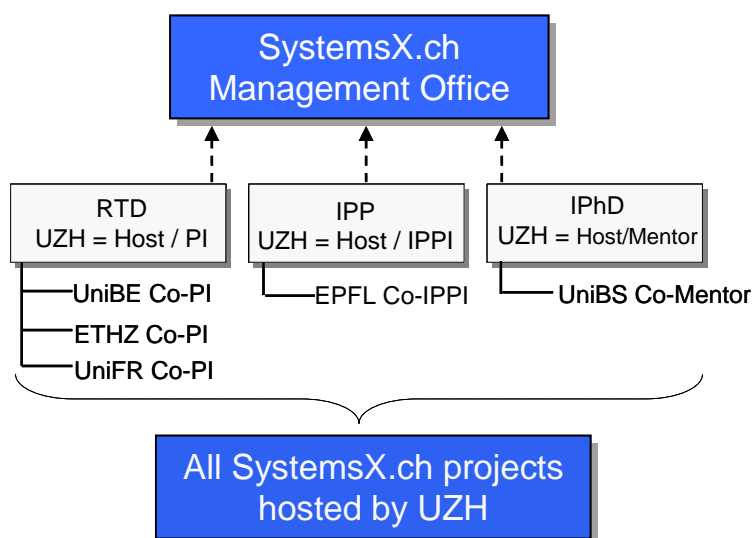 SystemsX.ch
Management Office
RTD
UZH = Host / PI
IPP
UZH = Host / IPPI
IPhD
UZH = Host/Mentor
UniBE Co-PI
ETHZ Co-PI
UniFR Co-PI
EPFL Co-IPPI
UniBS Co-Mentor
All SystemsX.ch projects
hosted by UZH